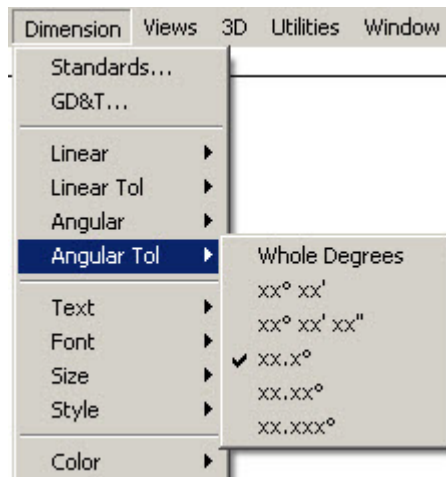 Dimension Views 3D Utilities Window
Standards...
GD&T...
Linear
Linear Tol
Angular
Angular Tol
Whole Degrees
xx° xx'
xx° xx' xx"
xx.x°
xx.xx°
xx.xxx°
Text
Font
Size
Style
Color